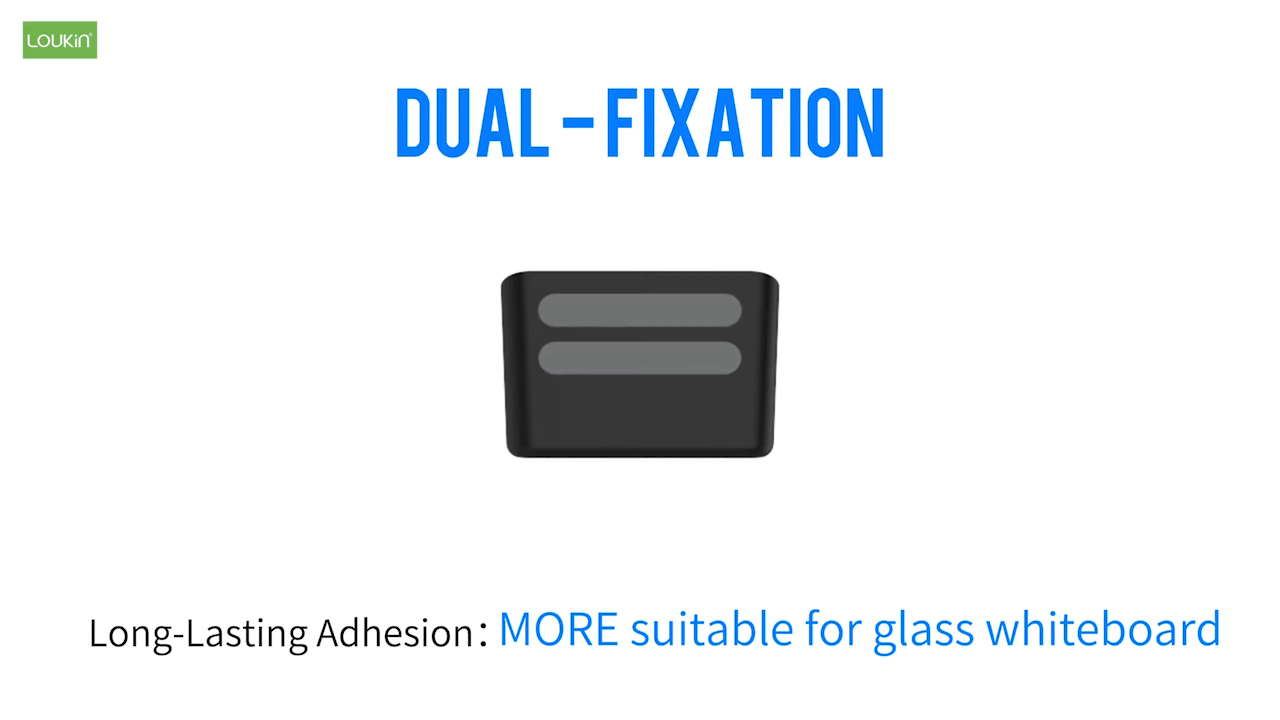 LOUKIN®
DUAL – FIXATION
Long-Lasting Adhesion: MORE suitable for glass whiteboard